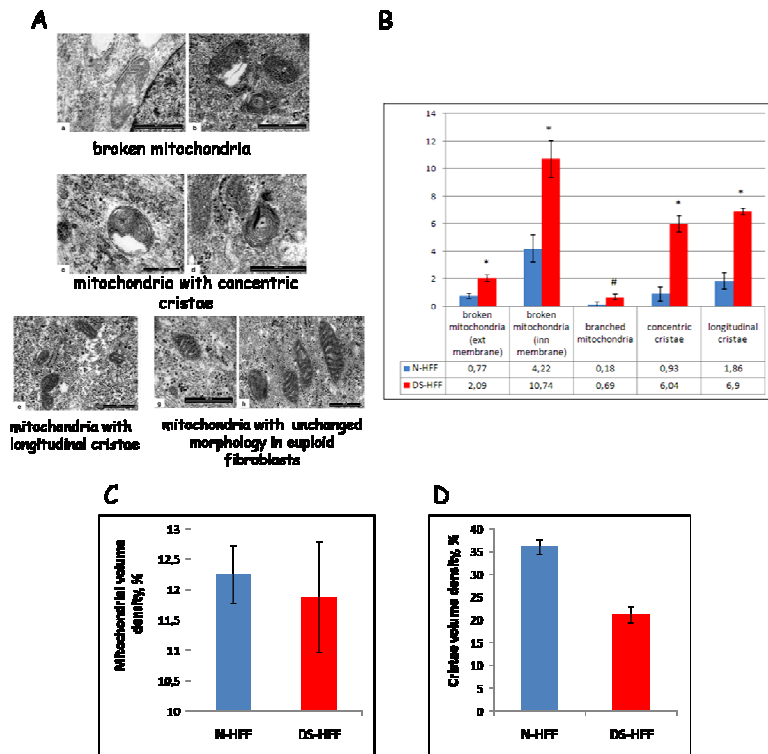 A
B
a
b
broken mitochondria
c
d
mitochondria with concentric
cristae
e
g
h
mitochondria with
longitudinal cristae
mitochondria with unchanged
morphology in euploid
fibroblasts
14
12
10
8
6
4
2
0
*
*
#
*
*
broken mitochondria (ext membrane)
broken mitochondria (inn membrane)
branched mitochondria
concentric cristae
longitudinal cristae
N-HFF 0,77 4,22 0,18 0,93 1,86
DS-HFF 2,09 10,74 0,69 6,04 6,9
C
Mitochondrial volume
density, %
13
12,5
12
11,5
11
10,5
10
N-HFF DS-HFF
D
Cristae volume density, %
40
35
30
25
20
15
10
5
0
N-HFF DS-HFF